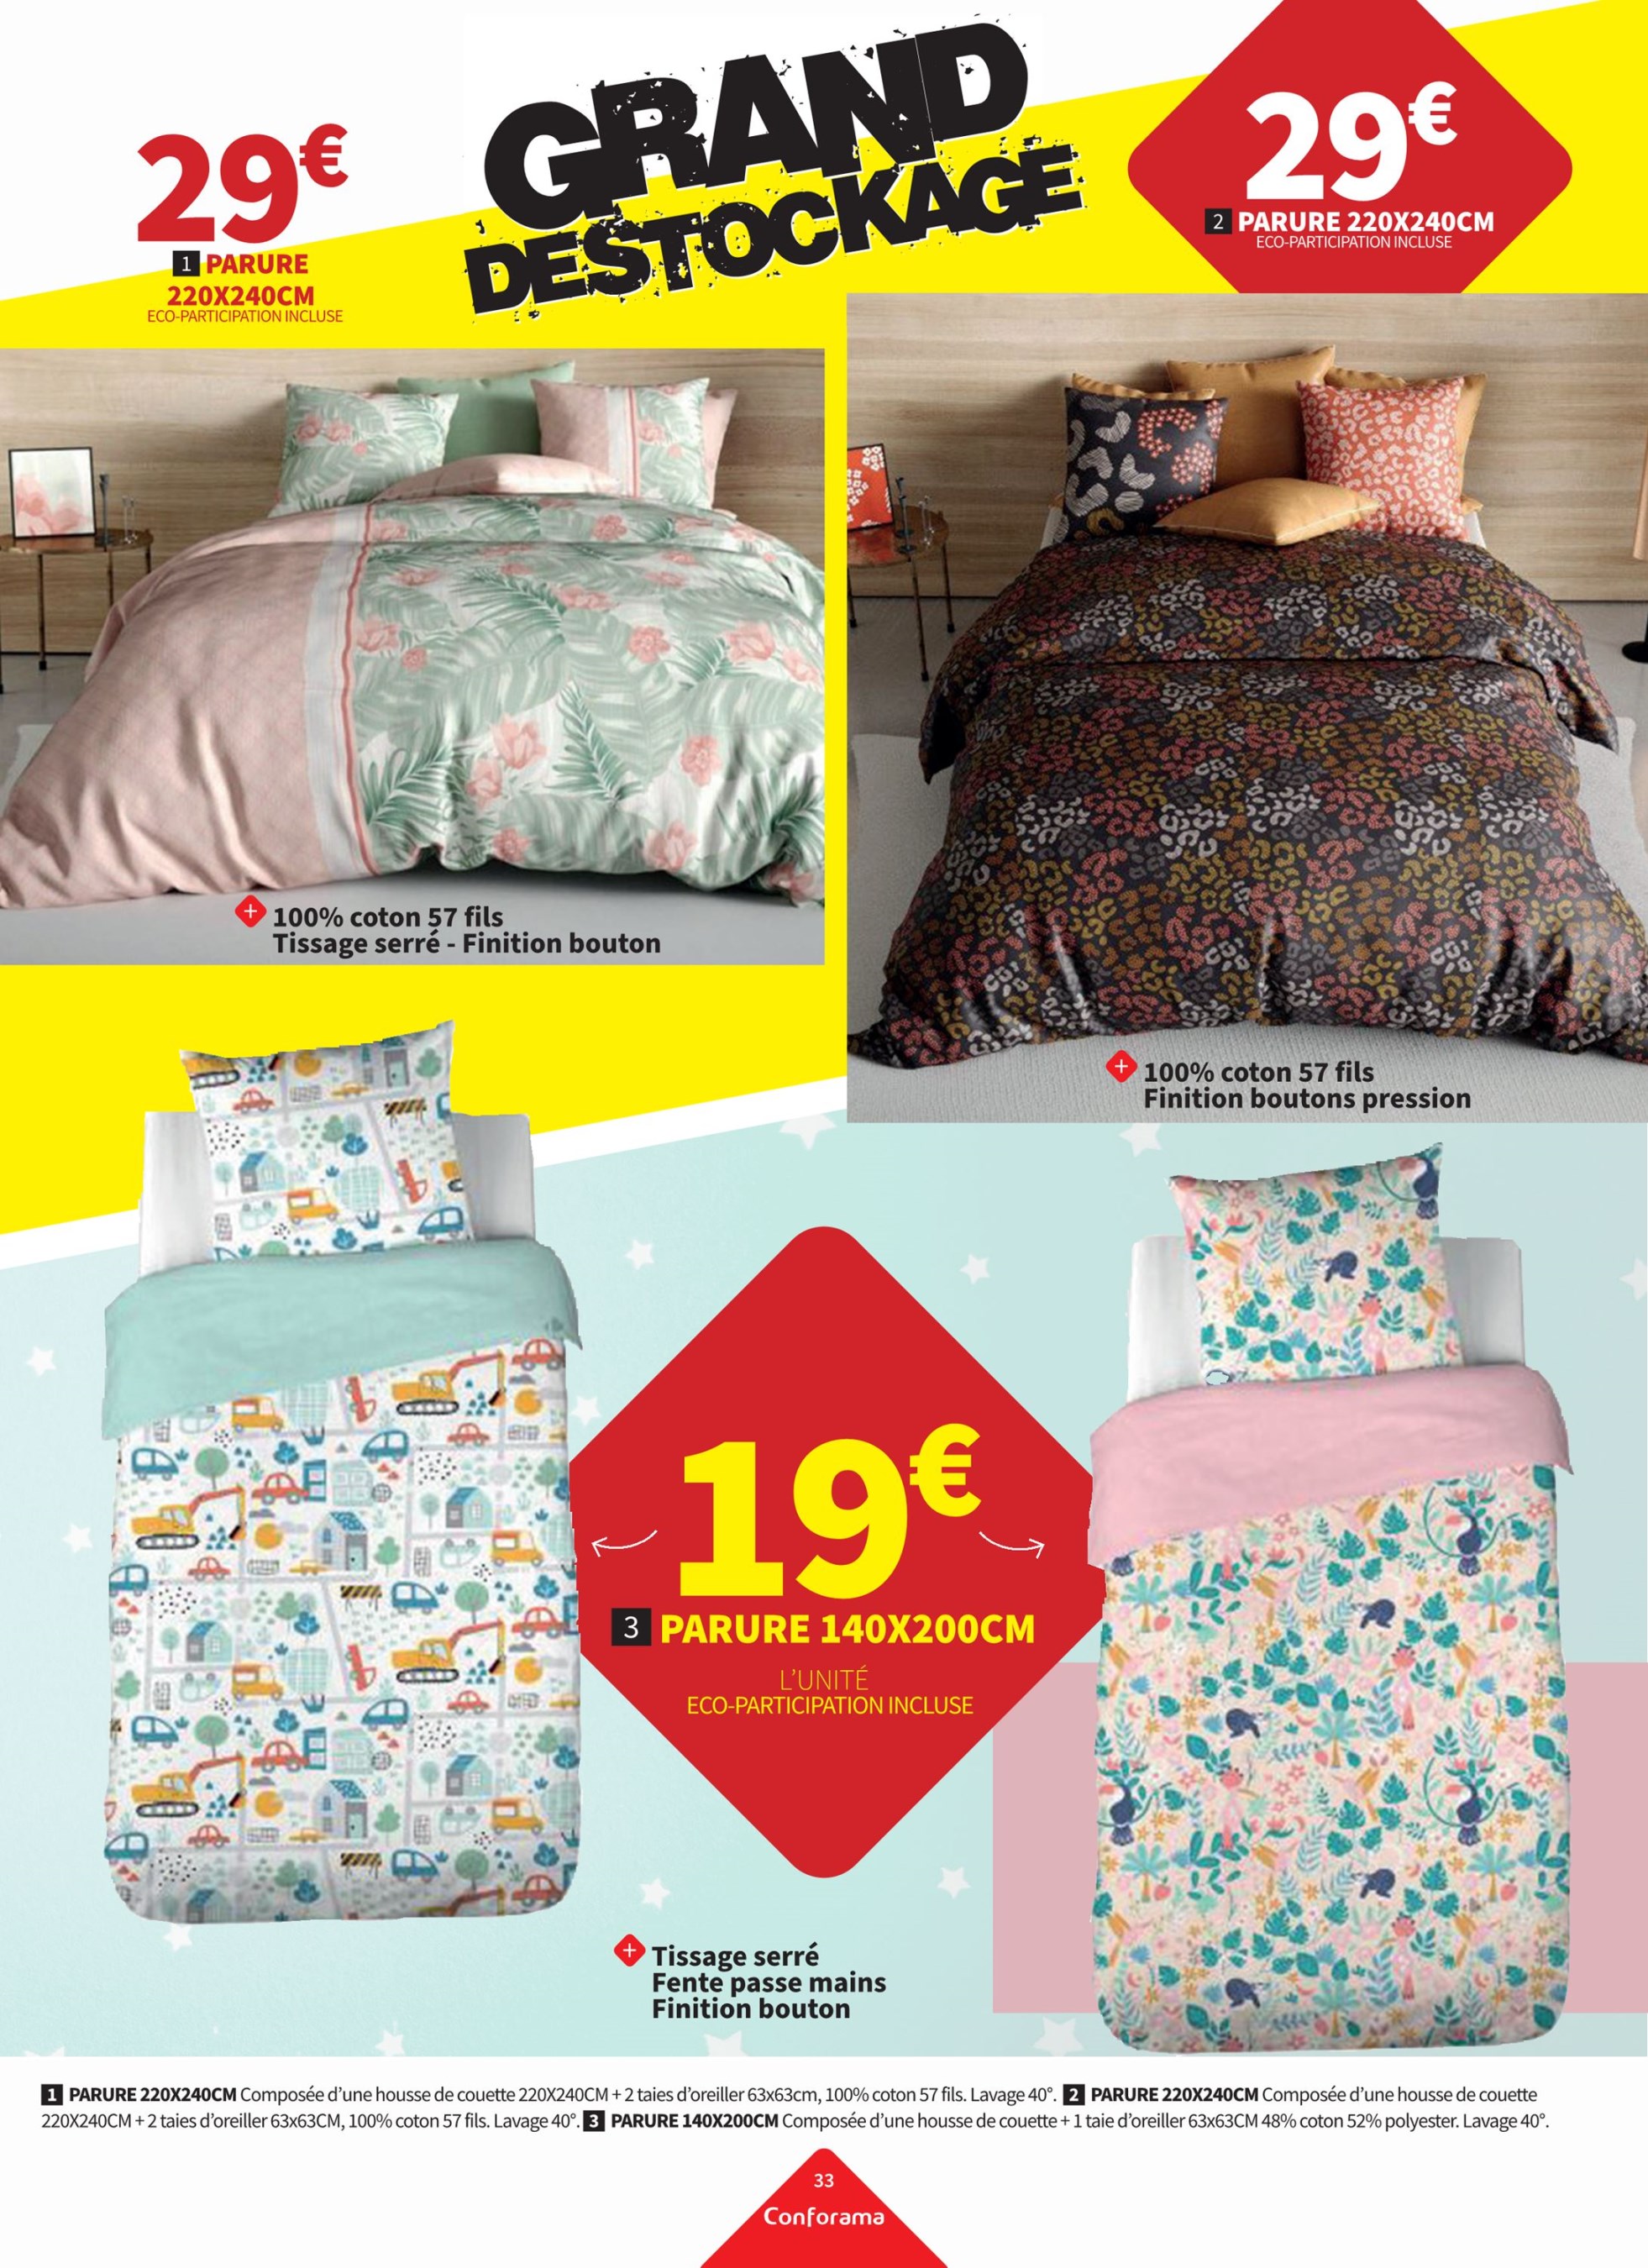 GRAND
DESTOCKAGE
29€
1 PARURE
220X240CM
ECO-PARTICIPATION INCLUSE
29€
2 PARURE 220X240CM
ECO-PARTICIPATION INCLUSE
+ 100% coton 57 fils
Tissage serré - Finition bouton
+ 100% coton 57 fils
Finition boutons pression
19€
3 PARURE 140X200CM
L'UNITÉ
ECO-PARTICIPATION INCLUSE
+ Tissage serré
Fente passe mains
Finition bouton
1 PARURE 220X240CM Composée d'une housse de couette 220X240CM + 2 taies d'oreiller 63x63cm, 100% coton 57 fils. Lavage 40°. 2 PARURE 220X240CM Composée d'une housse de couette
220X240CM + 2 taies d'oreiller 63x63CM, 100% coton 57 fils. Lavage 40°. 3 PARURE 140X200CM Composée d'une housse de couette + 1 taie d'oreiller 63x63CM 48% coton 52% polyester. Lavage 40°.
33
Conforama